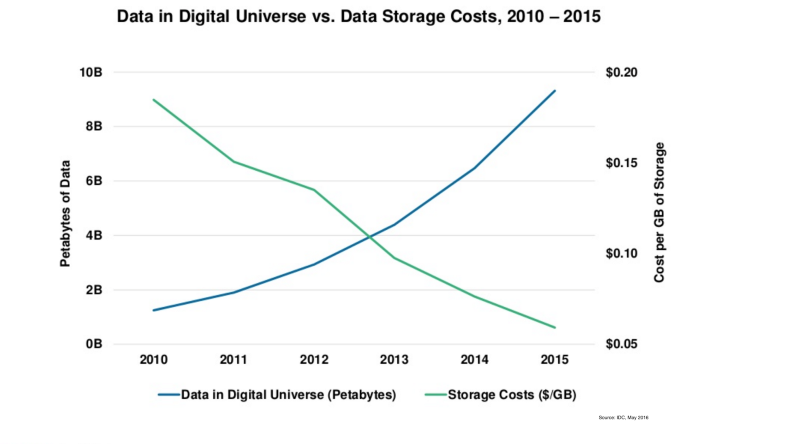 Data in Digital Universe vs. Data Storage Costs, 2010 – 2015
10B
8B
6B
4B
2B
0B
Petabytes of Data
$0.20
$0.15
$0.10
$0.05
Cost per GB of Storage
2010 2011 2012 2013 2014 2015
Data in Digital Universe (Petabytes) Storage Costs ($/GB)
Source: IDC, May 2016